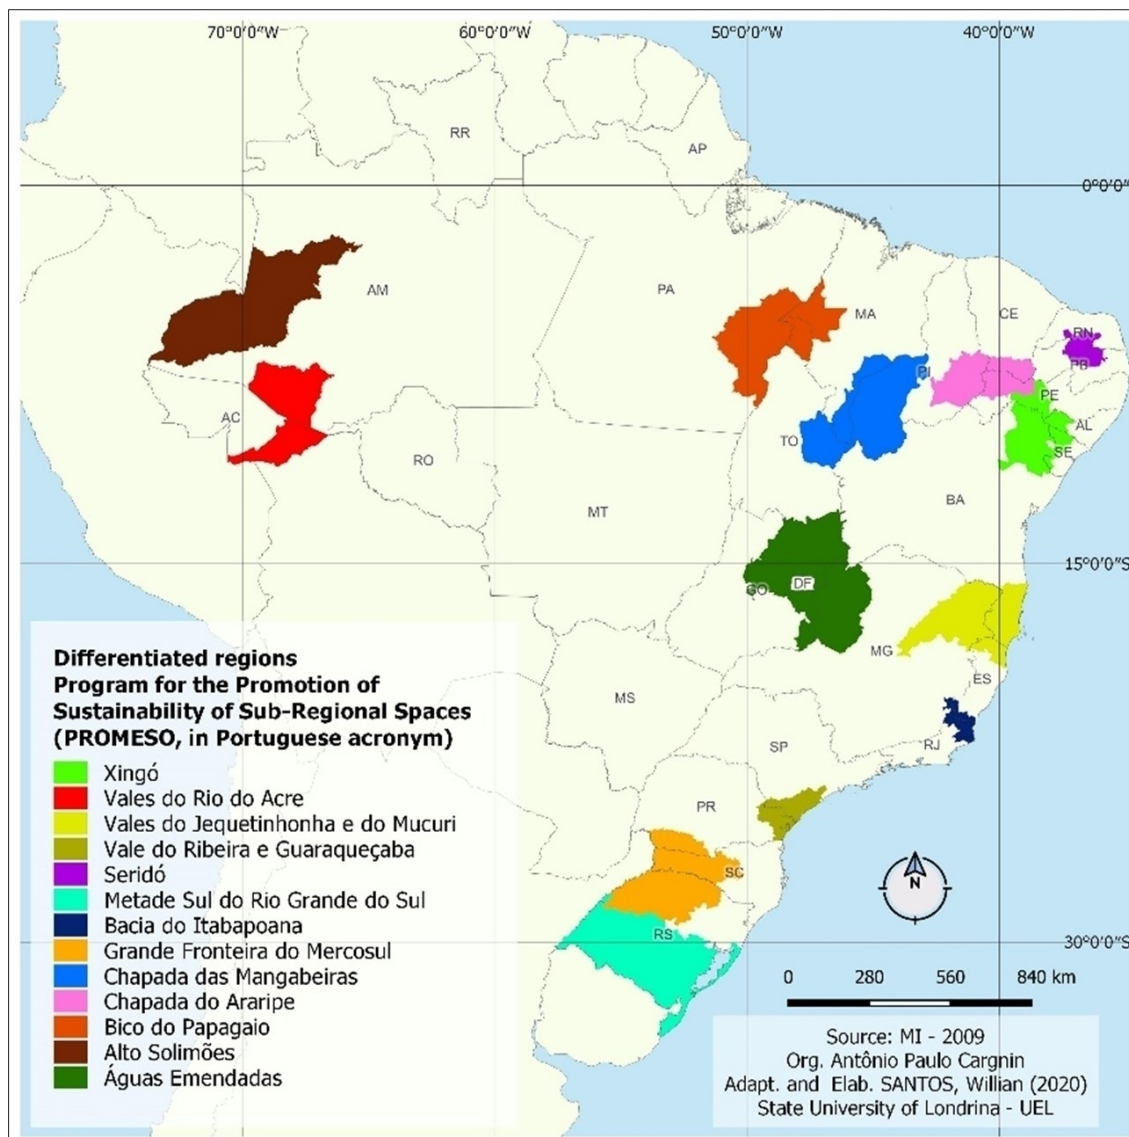 70°0'0"W
60°0'0"W
50°0'0"W
40°0'0"W
RR
AP
0°0'0"
AM
PA
MA
CE
RN
PB
PI
PE
AC
AL
TO
SE
RO
BA
MT
15°0'0"S
DF
GO
MG
ES
MS
SP
RJ
PR
SC
RS
30°0'0"S
Differentiated regions
Program for the Promotion of
Sustainability of Sub-Regional Spaces
(PROMESO, in Portuguese acronym)
Xingó
Vales do Rio do Acre
Vales do Jequetinhonha e do Mucuri
Vale do Ribeira e Guaraqueçaba
Seridó
Metade Sul do Rio Grande do Sul
Bacia do Itabapoana
Grande Fronteira do Mercosul
Chapada das Mangabeiras
Chapada do Araripe
Bico do Papagaio
Alto Solimões
Águas Emendadas
N
0 280 560 840 km
Source: MI - 2009
Org. Antônio Paulo Cargnin
Adapt. and Elab. SANTOS, Willian (2020)
State University of Londrina - UEL